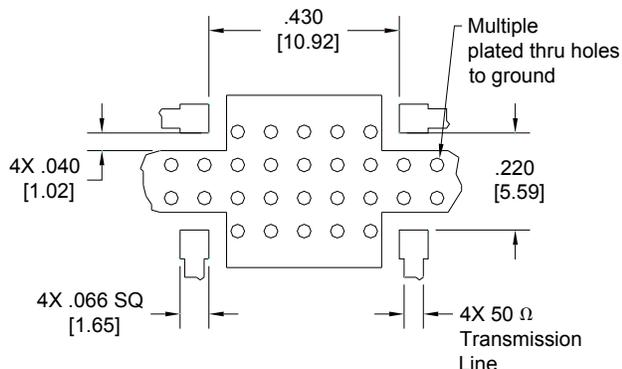 .430
[10.92]
Multiple
plated thru holes
to ground
4X .040
[1.02]
.220
[5.59]
4X .066 SQ
[1.65]
4X 50 Ω
Transmission
Line